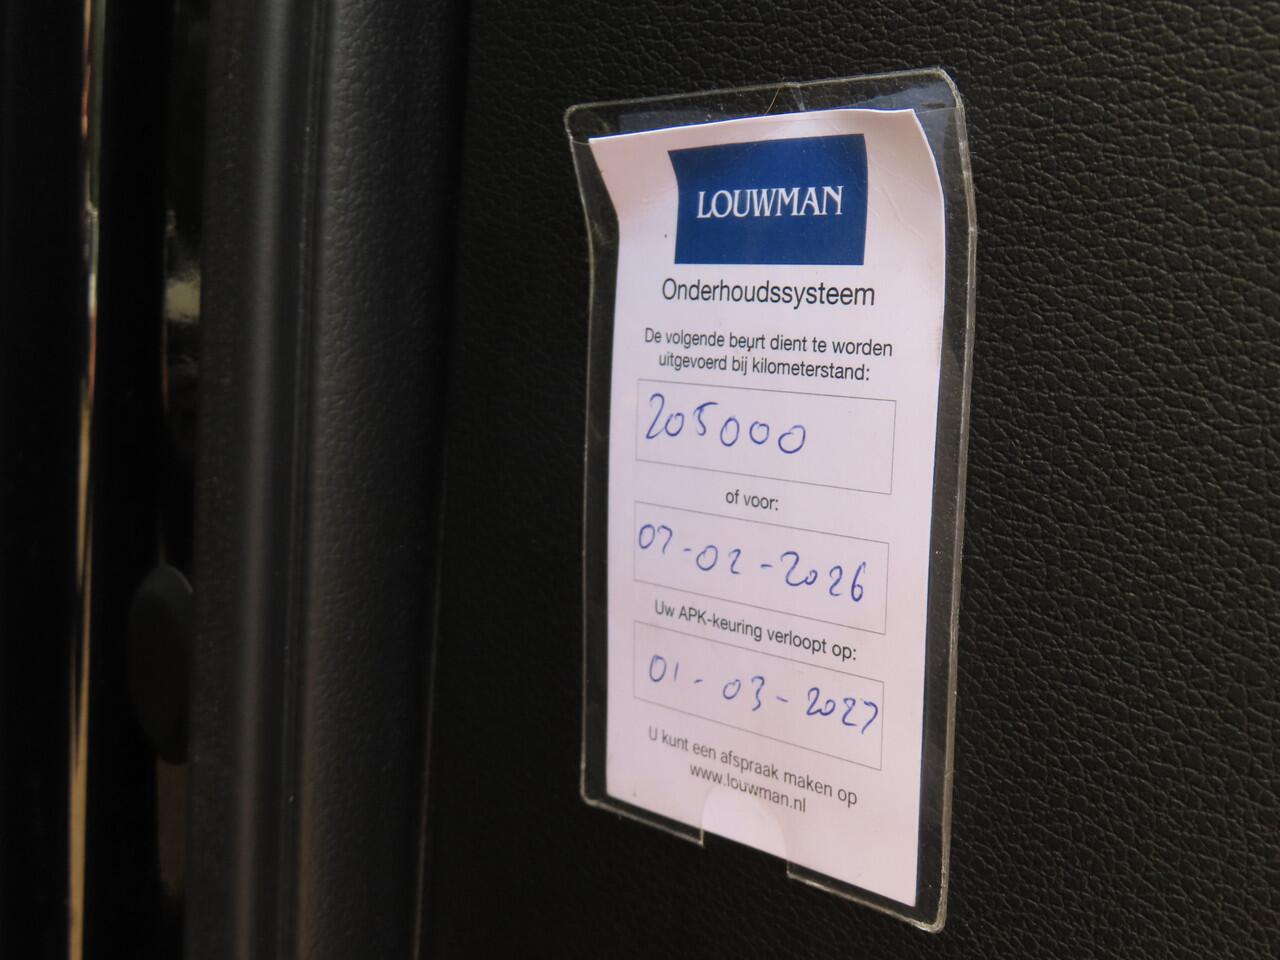 LOUWMAN
Onderhoudssysteem
De volgende beurt dient te worden
uitgevoerd bij kilometerstand:
205000
of voor:
07-02-2026
Uw APK-keuring verloopt op:
01-03-2027
U kunt een afspraak maken op
www.louwman.nl